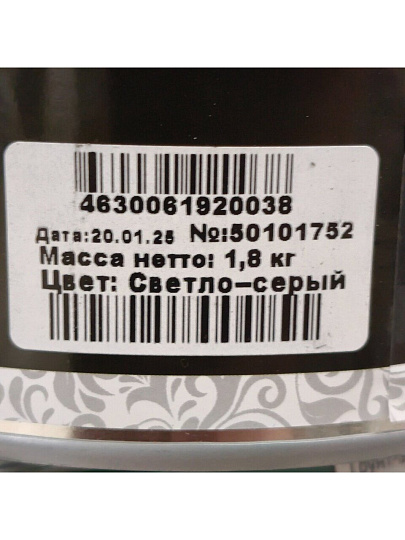 4630061920038
Дата:20.01.25 №:50101752
Масса нетто: 1,8 кг
Цвет: Светло-серый